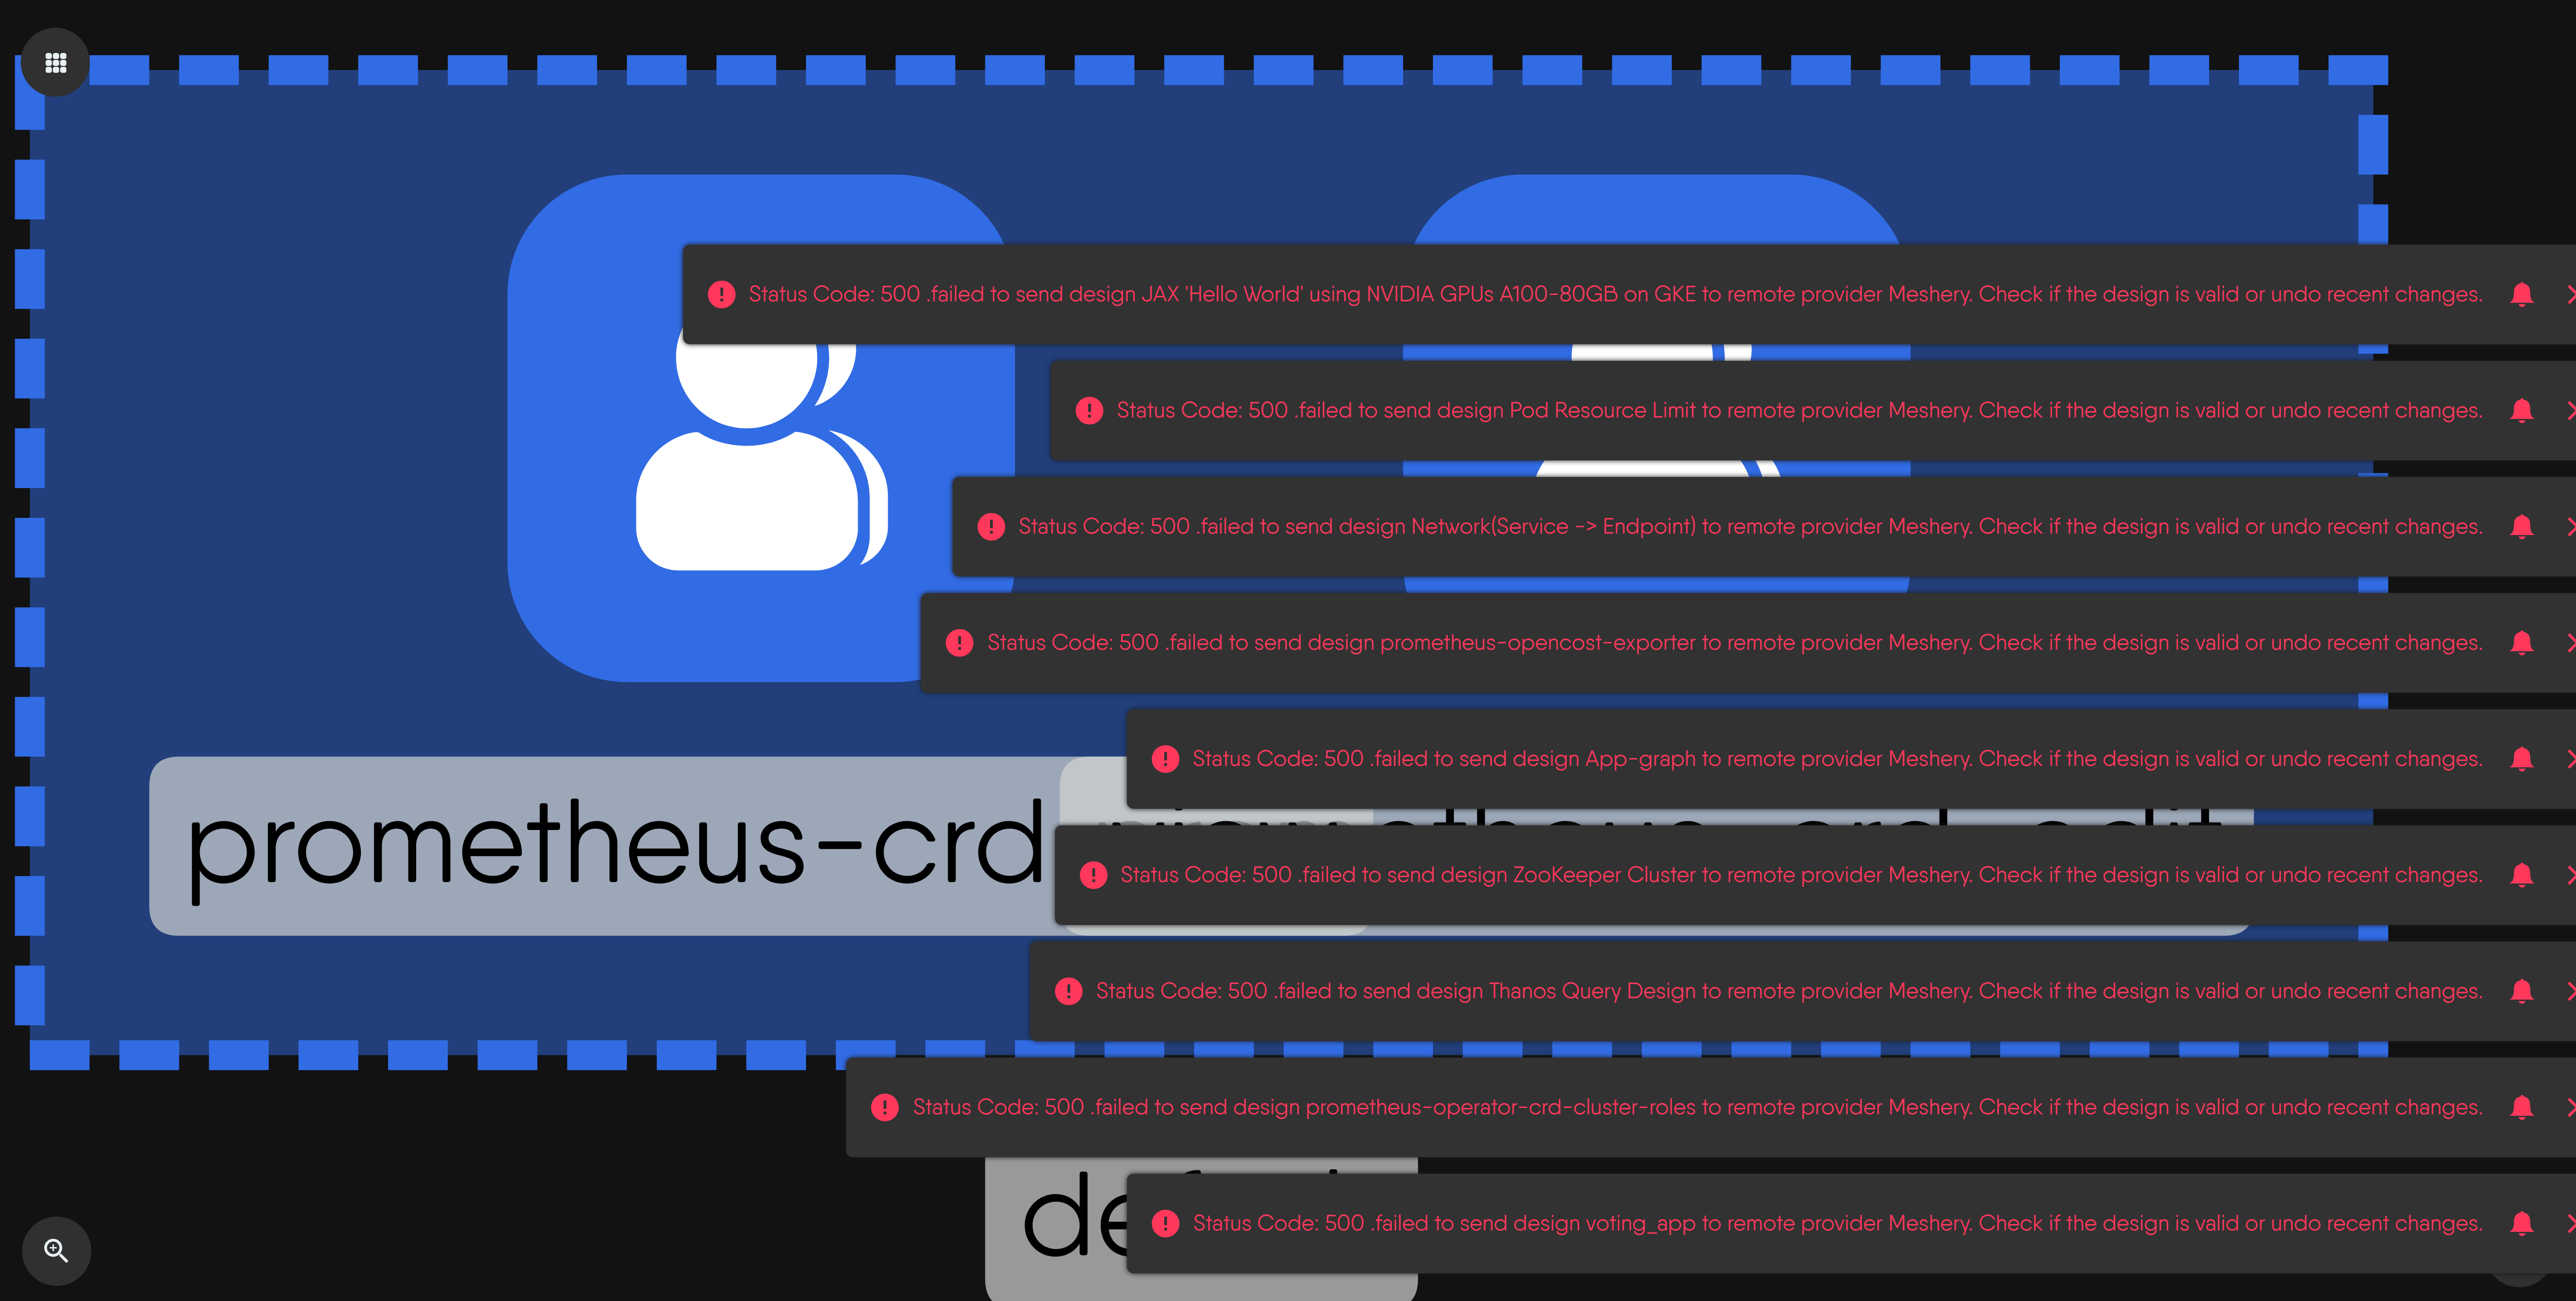 Status Code: 500 .failed to send design JAX 'Hello World' using NVIDIA GPUs A100-80GB on GKE to remote provider Meshery. Check if the design is valid or undo recent changes.
Status Code: 500 .failed to send design Pod Resource Limit to remote provider Meshery. Check if the design is valid or undo recent changes.
Status Code: 500 .failed to send design Network(Service -> Endpoint) to remote provider Meshery. Check if the design is valid or undo recent changes.
Status Code: 500 .failed to send design prometheus-opencost-exporter to remote provider Meshery. Check if the design is valid or undo recent changes.
Status Code: 500 .failed to send design App-graph to remote provider Meshery. Check if the design is valid or undo recent changes.
prometheus-crd
Status Code: 500 .failed to send design ZooKeeper Cluster to remote provider Meshery. Check if the design is valid or undo recent changes.
Status Code: 500 .failed to send design Thanos Query Design to remote provider Meshery. Check if the design is valid or undo recent changes.
Status Code: 500 .failed to send design prometheus-operator-crd-cluster-roles to remote provider Meshery. Check if the design is valid or undo recent changes.
Status Code: 500 .failed to send design voting_app to remote provider Meshery. Check if the design is valid or undo recent changes.